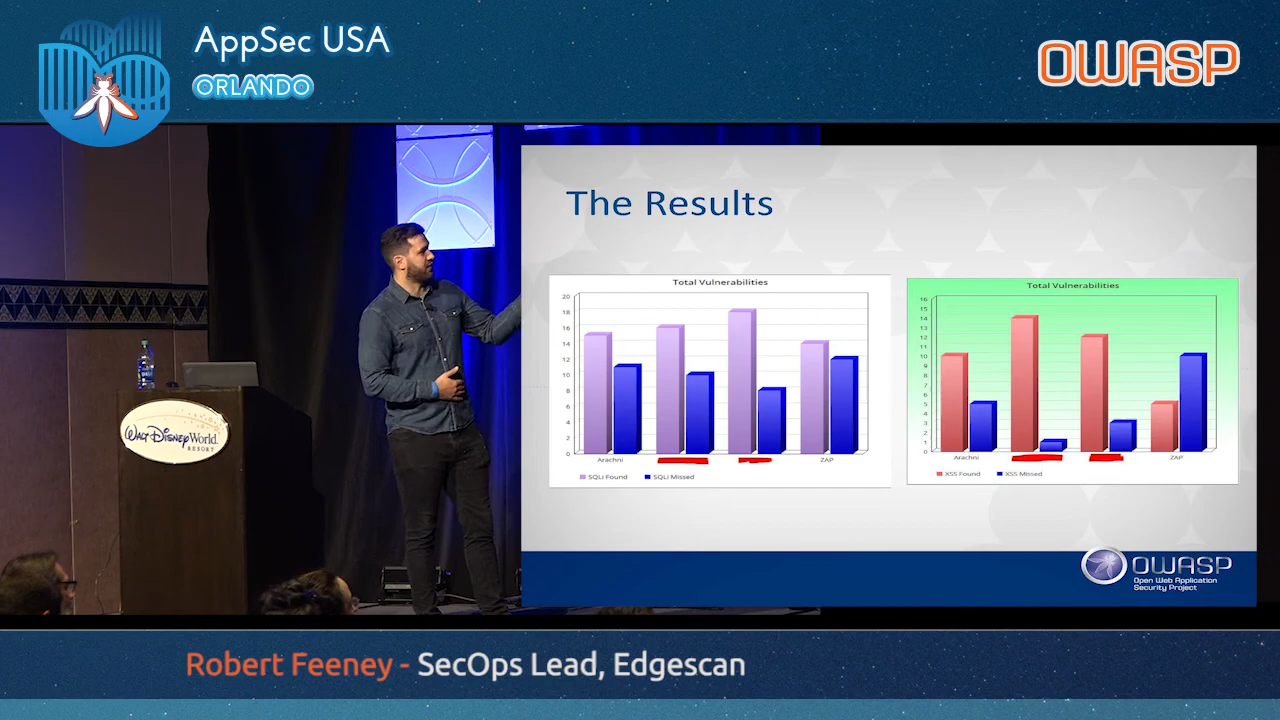 AppSec USA
ORLANDO
OWASP
The Results
Total Vulnerabilities
20
18
16
14
12
10
8
6
4
2
0
Arachni
ZAP
SQLi Found
SQLi Missed
Total Vulnerabilities
16
15
14
13
12
11
10
9
8
7
6
5
4
3
2
1
0
Arachni
ZAP
XSS Found
XSS Missed
WALT DISNEY World
RESORT
OWASP
Open Web Application
Security Project
Robert Feeney - SecOps Lead, Edgescan